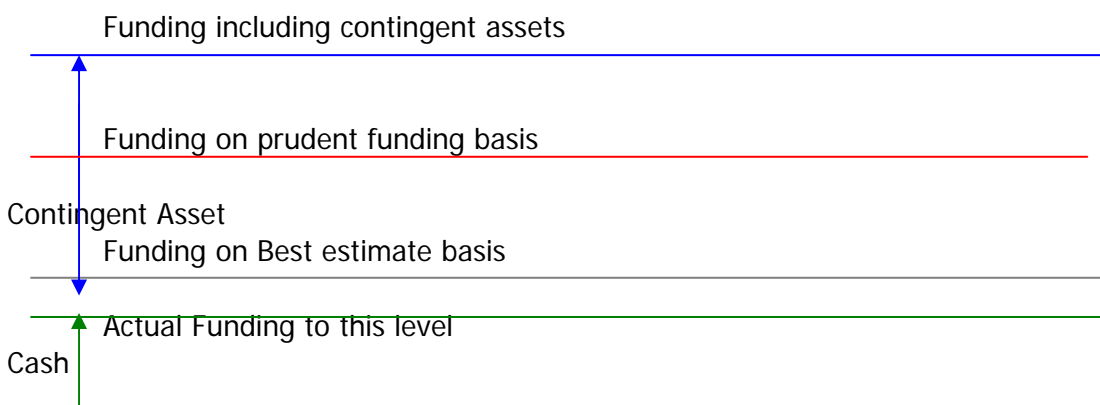 Funding including contingent assets
Funding on prudent funding basis
Contingent Asset
Funding on Best estimate basis
Actual Funding to this level
Cash